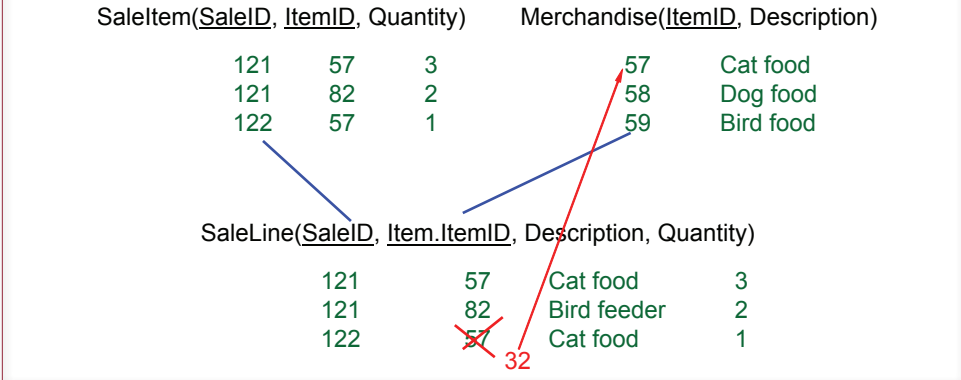 SaleItem(SaleID, ItemID, Quantity) Merchandise(ItemID, Description)
121 57 3 57 Cat food
121 82 2 58 Dog food
122 57 1 59 Bird food
SaleLine(SaleID, Item.ItemID, Description, Quantity)
121 57 Cat food 3
121 82 Bird feeder 2
122 57 Cat food 1
32